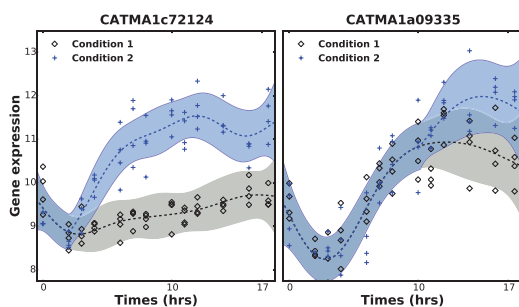 CATMA1c72124
CATMA1a09335
Gene expression
13
12
11
10
9
8
Condition 1
Condition 2
Condition 1
Condition 2
0
10
17
0
10
17
Times (hrs)
Times (hrs)